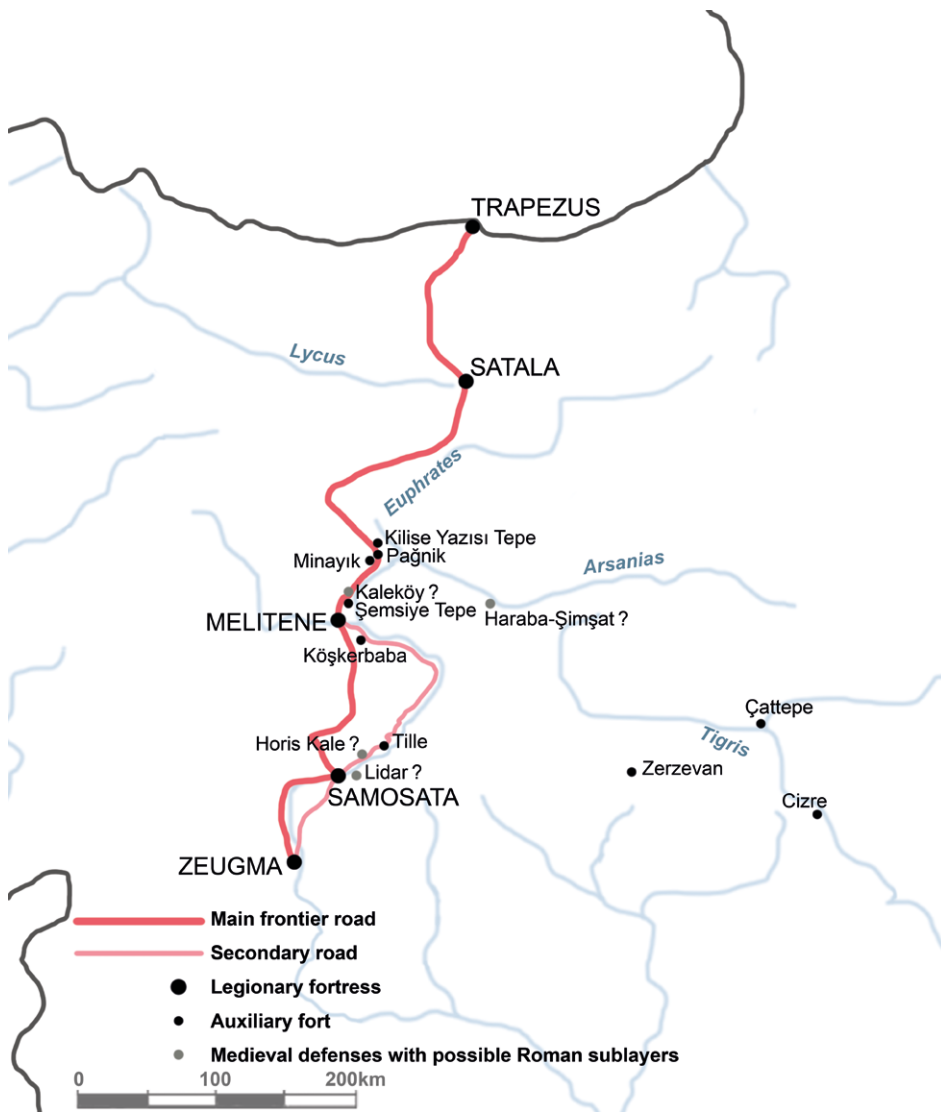 TRAPEZUS
Lycus
SATALA
Euphrates
Kilise Yazısı Tepe
Pağnik
Minayık
Arsanias
Kaleköy ?
Şemsiye Tepe
Haraba-Şimşat ?
MELITENE
Köşkerbaba
Çattepe
Horis Kale ?
Tille
Tigris
Lidar ?
Zerzevan
SAMOSATA
Cizre
ZEUGMA
Main frontier road
Secondary road
Legionary fortress
Auxiliary fort
Medieval defenses with possible Roman sublayers
0 100 200km